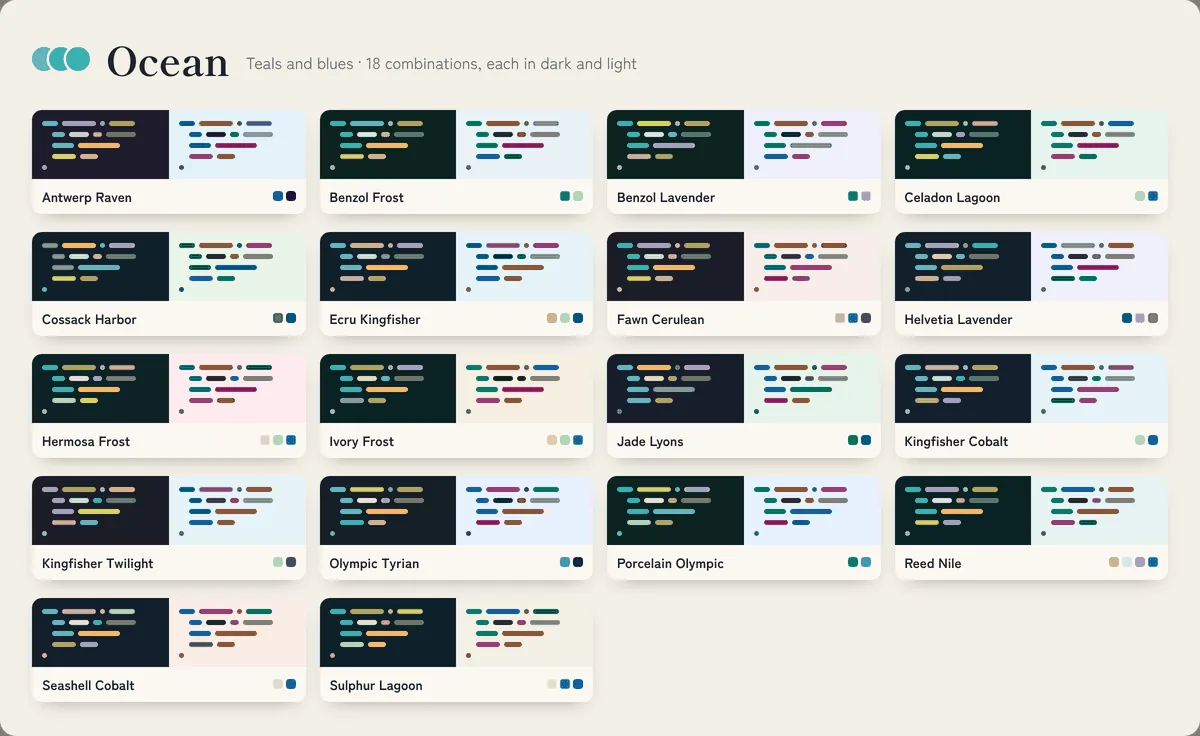 Ocean
Teals and blues · 18 combinations, each in dark and light
Antwerp Raven
Benzol Frost
Benzol Lavender
Celadon Lagoon
Cossack Harbor
Ecru Kingfisher
Fawn Cerulean
Helvetia Lavender
Hermosa Frost
Ivory Frost
Jade Lyons
Kingfisher Cobalt
Kingfisher Twilight
Olympic Tyrian
Porcelain Olympic
Reed Nile
Seashell Cobalt
Sulphur Lagoon